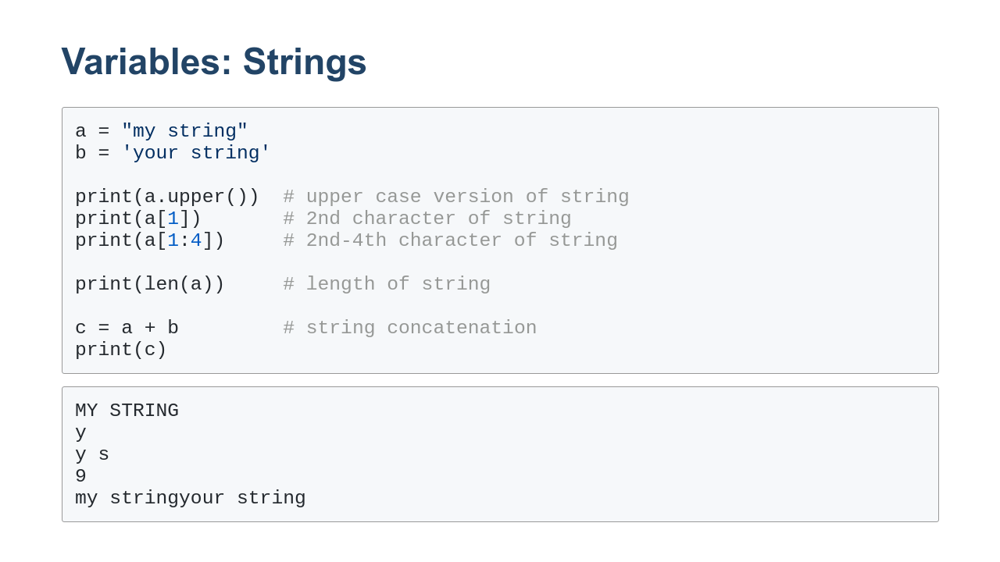 Variables: Strings
a = "my string"
b = 'your string'
print(a.upper())  # upper case version of string
print(a[1])       # 2nd character of string
print(a[1:4])     # 2nd-4th character of string
print(len(a))     # length of string
c = a + b         # string concatenation
print(c)
MY STRING
y
y s
9
my stringyour string